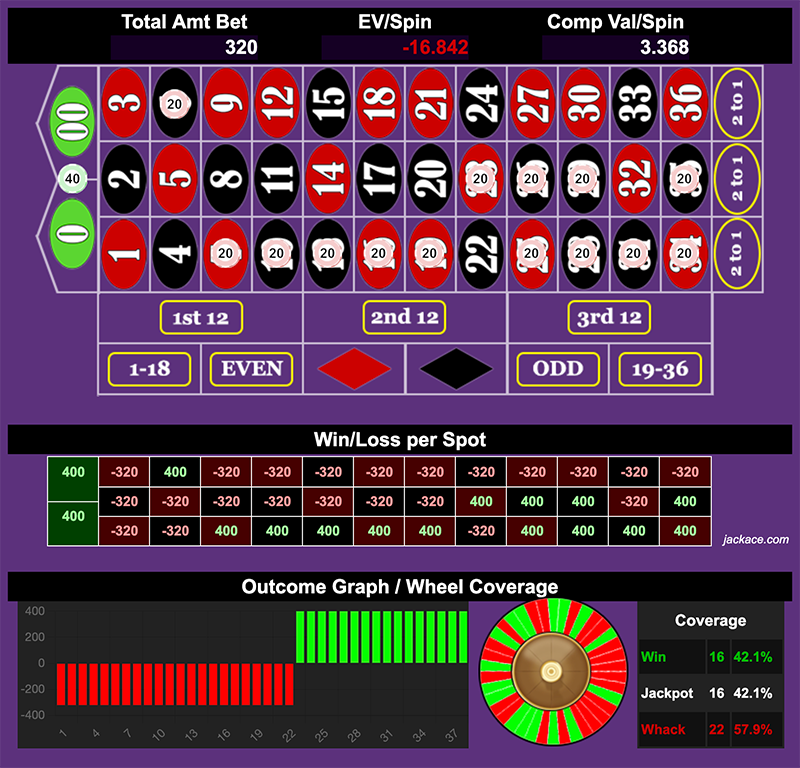 Total Amt Bet EV/Spin Comp Val/Spin
320 -16.842 3.368
00 3 20 9 12 15 18 21 24 27 30 33 36 2 to 1
40 2 5 8 11 14 17 20 20 20 20 32 20 2 to 1
0 1 4 20 20 20 20 20 22 20 20 20 20 2 to 1
1st 12 2nd 12 3rd 12
1-18 EVEN ODD 19-36
Win/Loss per Spot
400 -320 400 -320 -320 -320 -320 -320 -320 -320 -320 -320 -320
-320 -320 -320 -320 -320 -320 -320 400 400 400 -320 400
400 -320 -320 400 400 400 400 400 -320 400 400 400 400
jackace.com
Outcome Graph / Wheel Coverage
400
200
0
-200
-400
1 4 7 10 13 16 19 22 25 28 31 34 37
Coverage
Win 16 42.1%
Jackpot 16 42.1%
Whack 22 57.9%